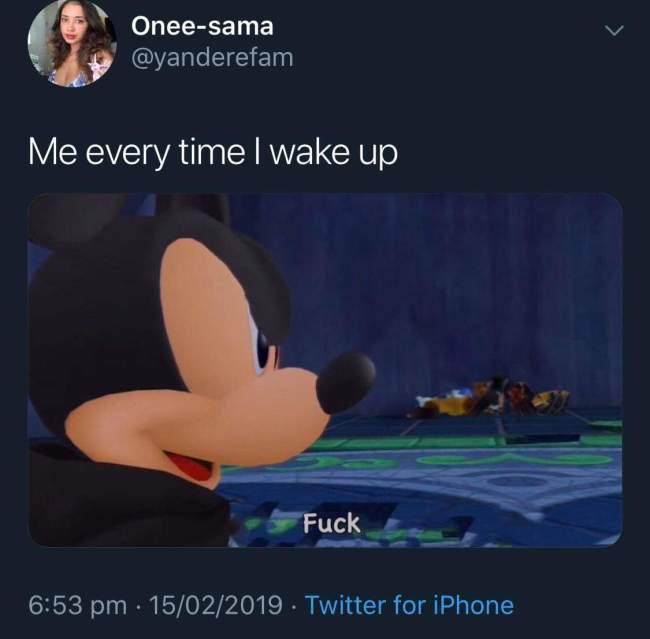 Onee-sama
@yanderefam
Me every time I wake up
Fuck
6:53 pm · 15/02/2019 · Twitter for iPhone